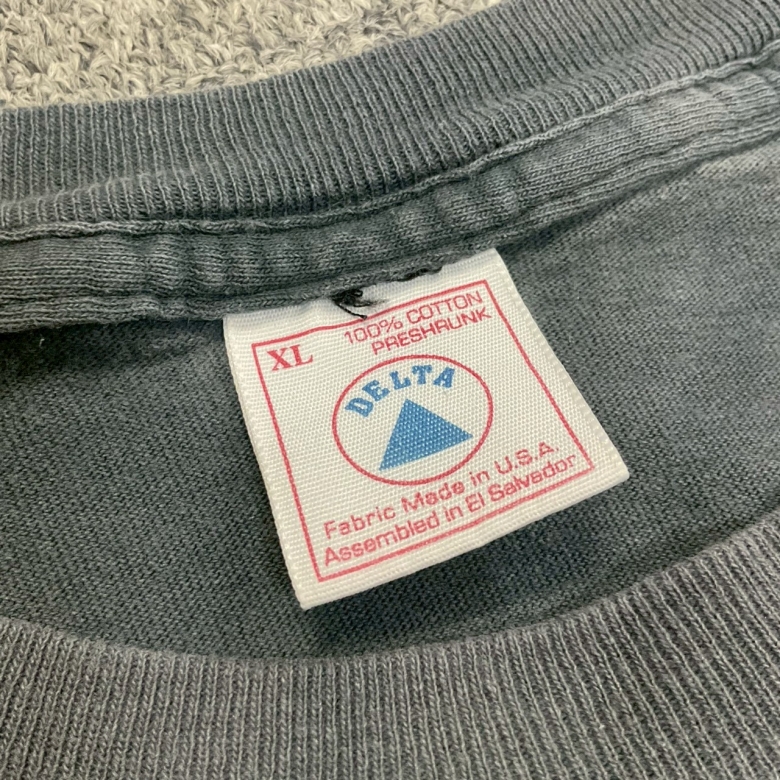 XL
100% COTTON
PRESHRUNK
DELTA
Fabric Made in U.S.A.
Assembled in El Salvador